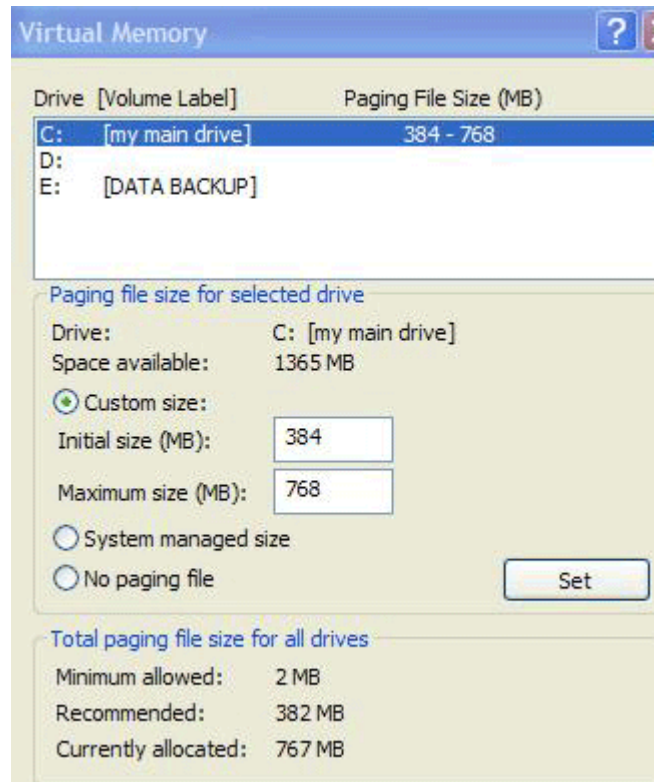 Virtual Memory
Drive [Volume Label] Paging File Size (MB)
C: [my main drive] 384 - 768
D:
E: [DATA BACKUP]
Paging file size for selected drive
Drive: C: [my main drive]
Space available: 1365 MB
Custom size:
Initial size (MB): 384
Maximum size (MB): 768
System managed size
No paging file
Set
Total paging file size for all drives
Minimum allowed: 2 MB
Recommended: 382 MB
Currently allocated: 767 MB